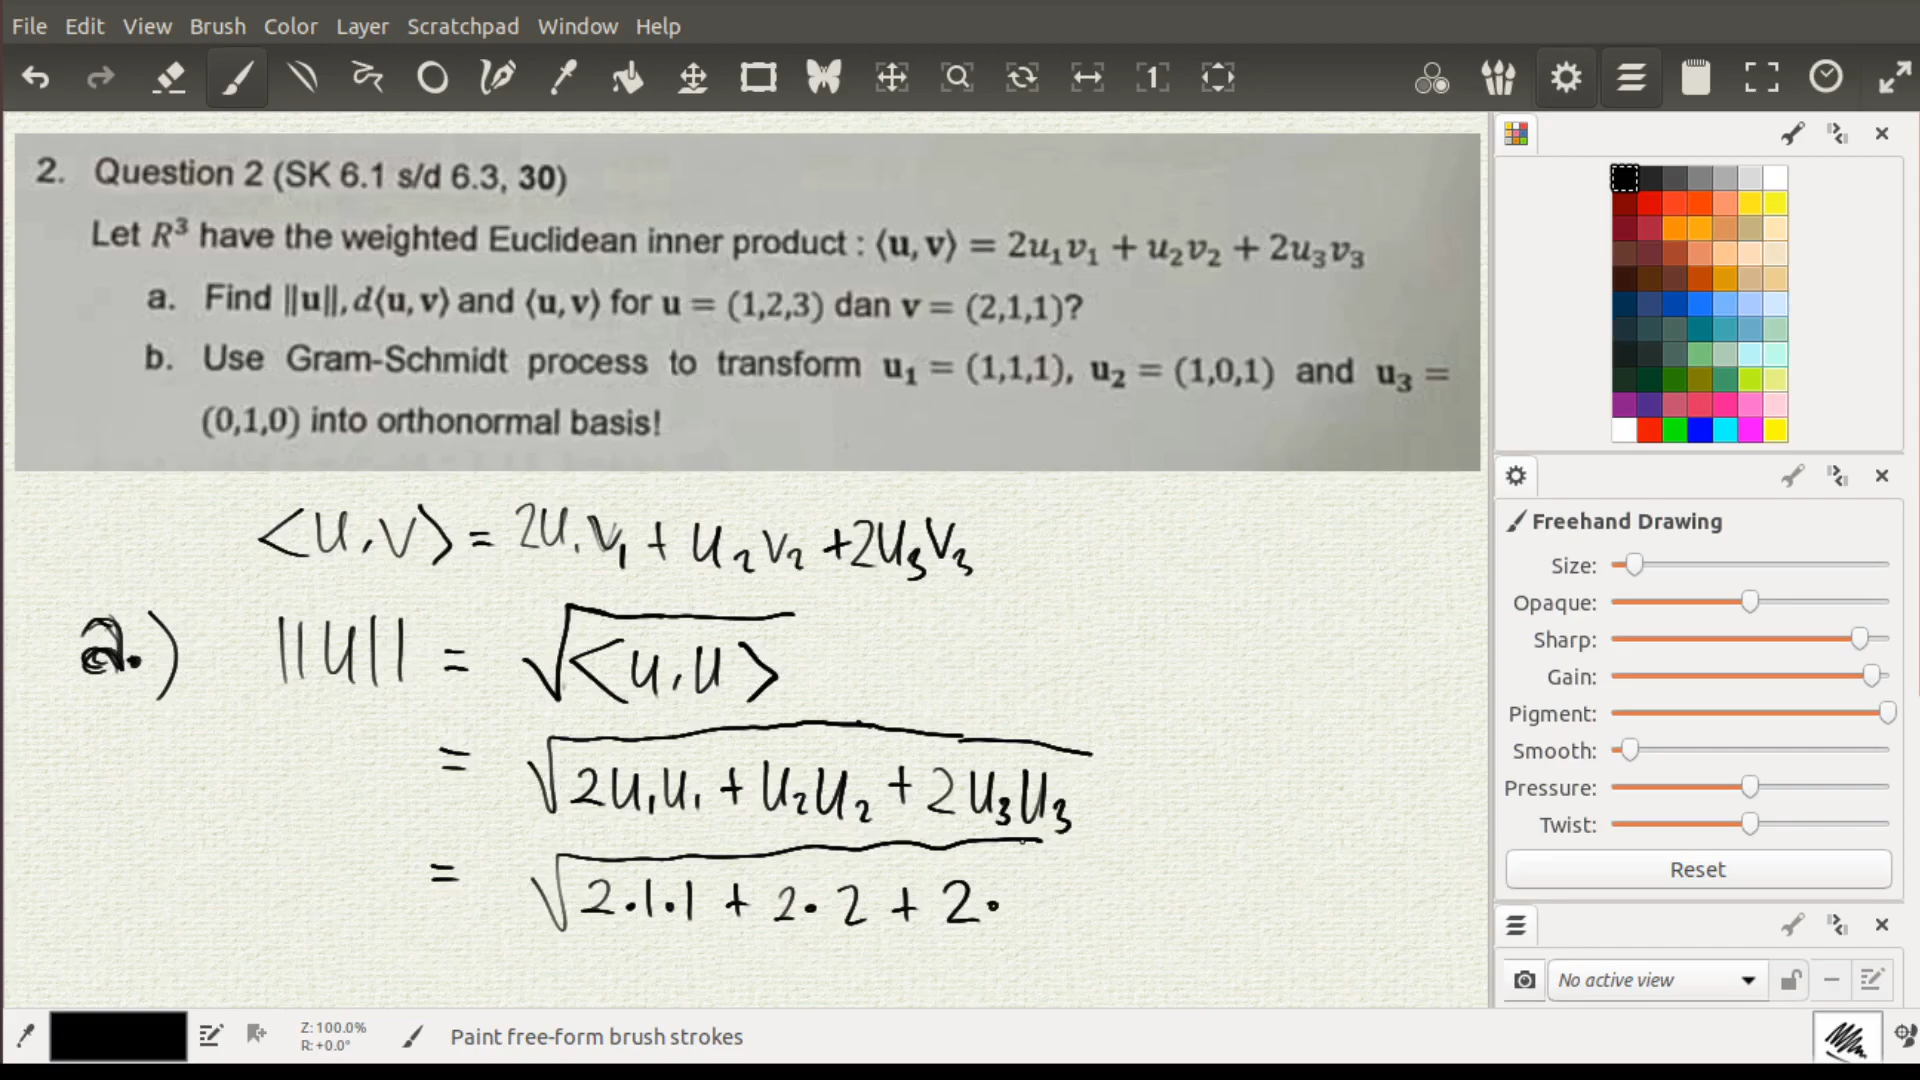 File Edit View Brush Color Layer Scratchpad Window Help
2. Question 2 (SK 6.1 s/d 6.3, 30)
Let R³ have the weighted Euclidean inner product : ⟨u, v⟩ = 2u₁v₁ + u₂v₂ + 2u₃v₃
a. Find ‖u‖, d⟨u, v⟩ and ⟨u, v⟩ for u = (1,2,3) dan v = (2,1,1)?
b. Use Gram-Schmidt process to transform u₁ = (1,1,1), u₂ = (1,0,1) and u₃ =
(0,1,0) into orthonormal basis!
<u,v> = 2u₁v₁ + u₂v₂ +2u₃v₃
a.) ||u|| = √<u,u>
= √2u₁u₁ + u₂u₂ + 2u₃u₃
= √2·1·1 + 2·2 + 2·
Freehand Drawing
Size:
Opaque:
Sharp:
Gain:
Pigment:
Smooth:
Pressure:
Twist:
Reset
No active view
Z: 100.0%
R: +0.0°
Paint free-form brush strokes